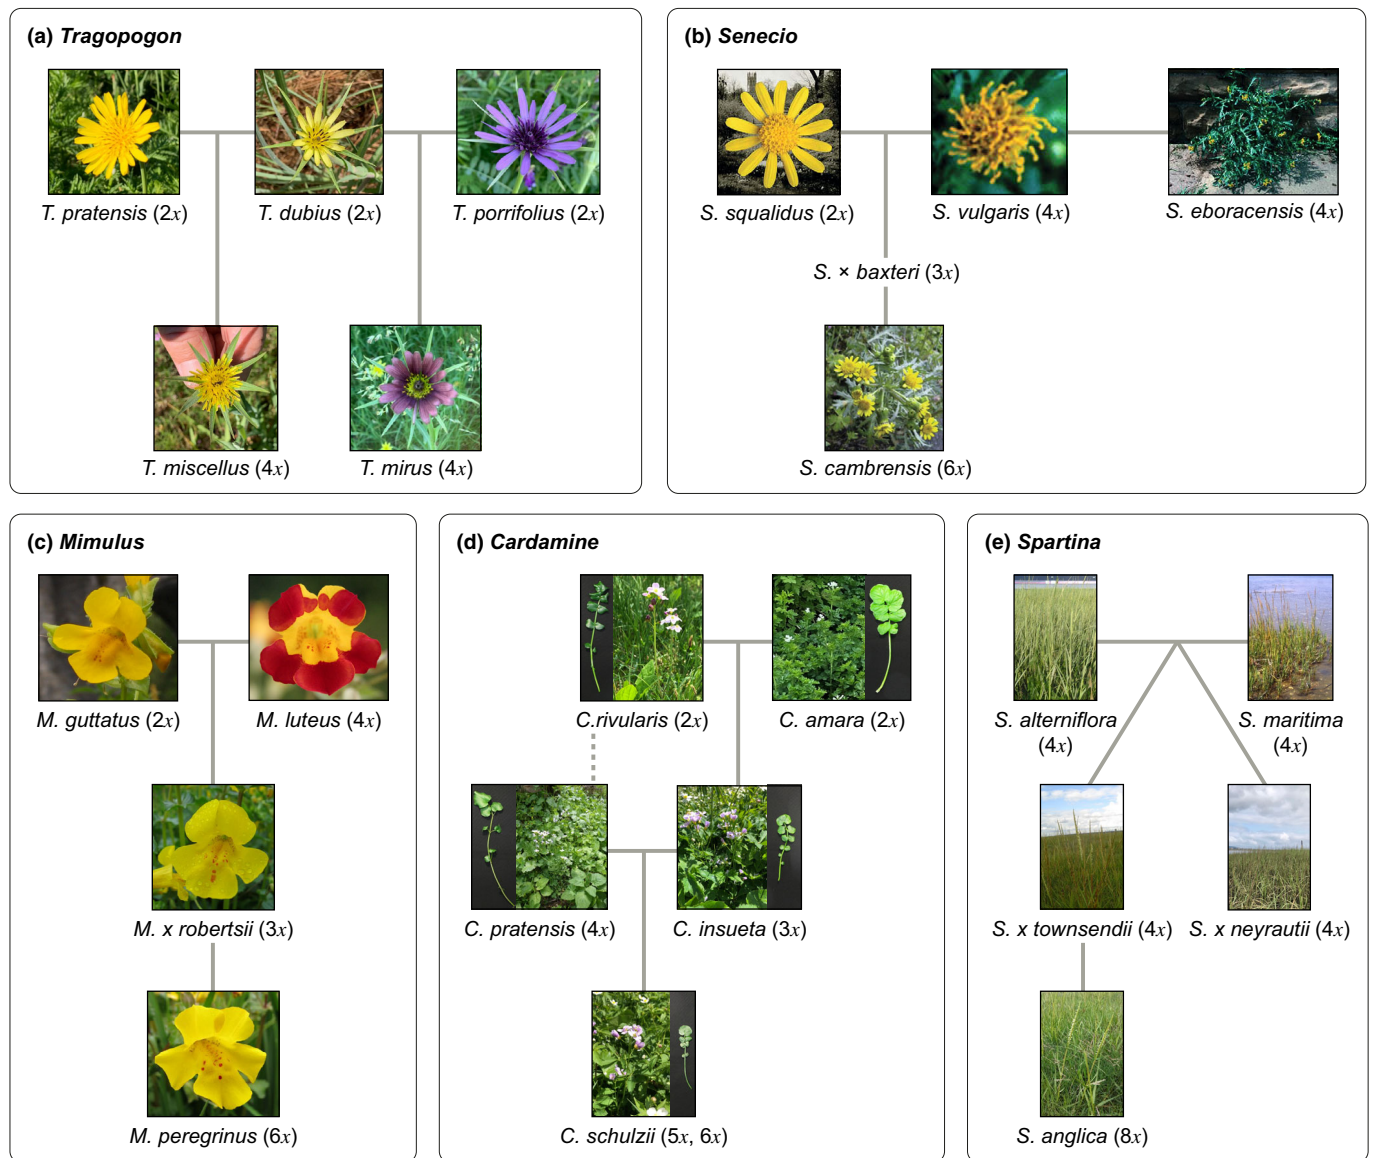 (a) Tragopogon
T. pratensis (2x)
T. dubius (2x)
T. porrifolius (2x)
T. miscellus (4x)
T. mirus (4x)
(b) Senecio
S. squalidus (2x)
S. vulgaris (4x)
S. eboracensis (4x)
S. × baxteri (3x)
S. cambrensis (6x)
(c) Mimulus
M. guttatus (2x)
M. luteus (4x)
M. x robertsii (3x)
M. peregrinus (6x)
(d) Cardamine
C.rivularis (2x)
C. amara (2x)
C. pratensis (4x)
C. insueta (3x)
C. schulzii (5x, 6x)
(e) Spartina
S. alterniflora
(4x)
S. maritima
(4x)
S. x townsendii (4x)
S. x neyrautii (4x)
S. anglica (8x)